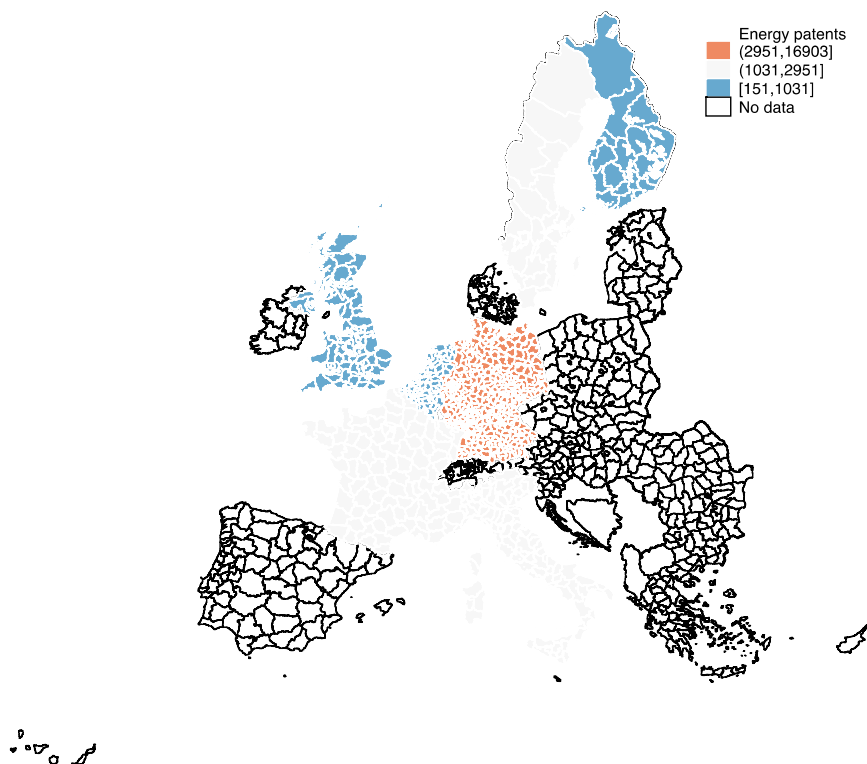 Energy patents
(2951,16903]
(1031,2951]
[151,1031]
No data